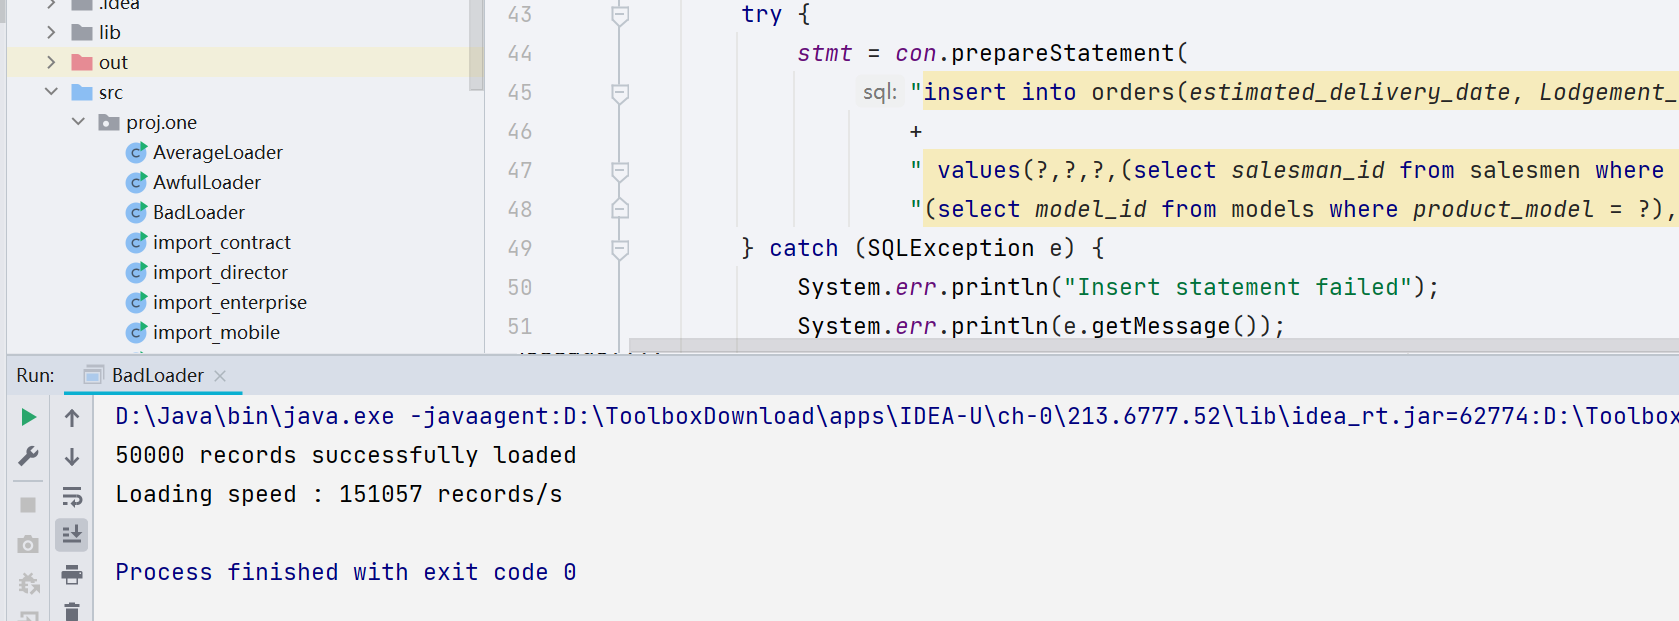 .idea
lib
out
src
proj.one
AverageLoader
AwfulLoader
BadLoader
import_contract
import_director
import_enterprise
import_mobile
43 try {
44 stmt = con.prepareStatement(
45 sql: "insert into orders(estimated_delivery_date, Lodgement_
46 +
47 " values(?,?,?,(select salesman_id from salesmen where
48 "(select model_id from models where product_model = ?),
49 } catch (SQLException e) {
50 System.err.println("Insert statement failed");
51 System.err.println(e.getMessage());
Run: BadLoader
D:\Java\bin\java.exe -javaagent:D:\ToolboxDownload\apps\IDEA-U\ch-0\213.6777.52\lib\idea_rt.jar=62774:D:\Toolbox
50000 records successfully loaded
Loading speed : 151057 records/s
Process finished with exit code 0